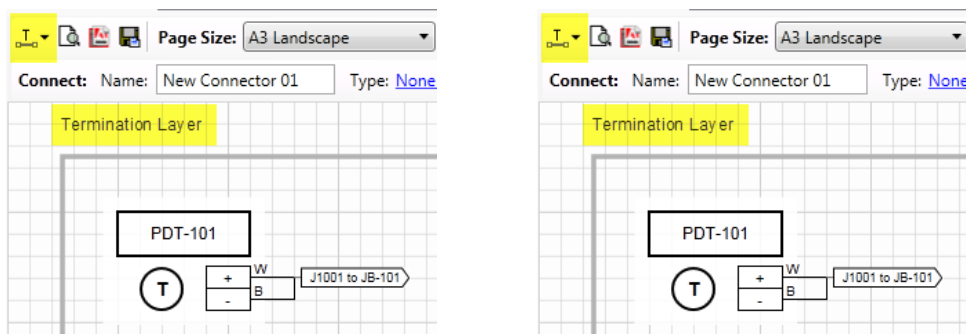 T Page Size: A3 Landscape
Connect: Name: New Connector 01 Type: None
Termination Layer
PDT-101
T + - W B J1001 to JB-101
T Page Size: A3 Landscape
Connect: Name: New Connector 01 Type: None
Termination Layer
PDT-101
T + - W B J1001 to JB-101